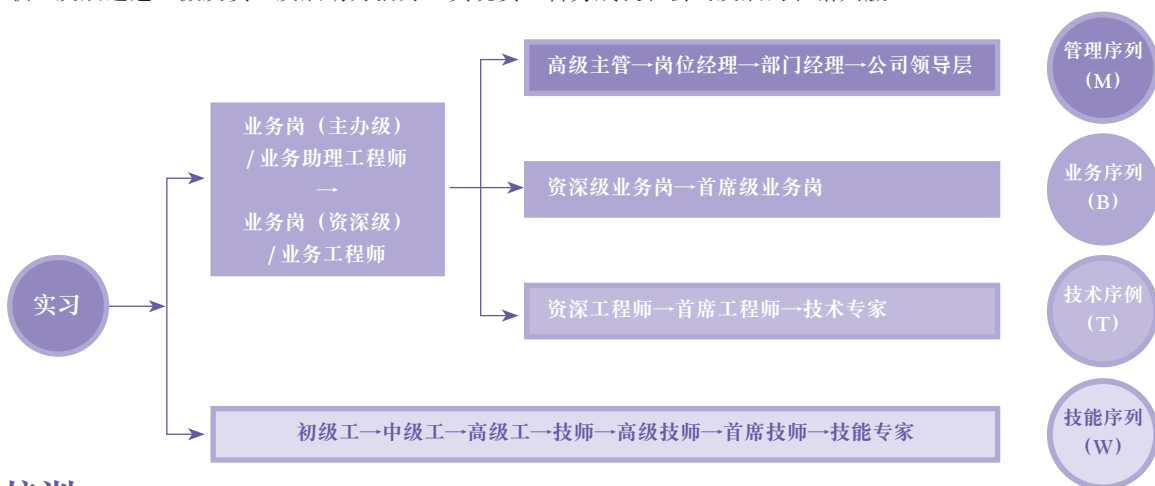 高级主管→岗位经理→部门经理→公司领导层
管理序列
(M)
业务岗（主办级）
/ 业务助理工程师
→
业务岗（资深级）
/ 业务工程师
资深级业务岗→首席级业务岗
业务序列
(B)
实习
资深工程师→首席工程师→技术专家
技术序例
(T)
初级工→中级工→高级工→技师→高级技师→首席技师→技能专家
技能序列
(W)